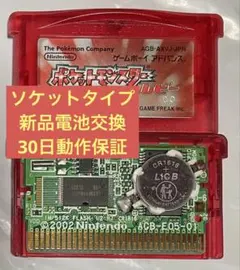 The Pokémon Company
AGB-AXVJ-JPN
Nintendo
ゲームボーイ アドバンス
ポケットモンスター
ソケットタイプ
新品電池交換
30日動作保証
GAME FREAK inc.
CR1616
©2002 Nintendo
AGB-E05-01